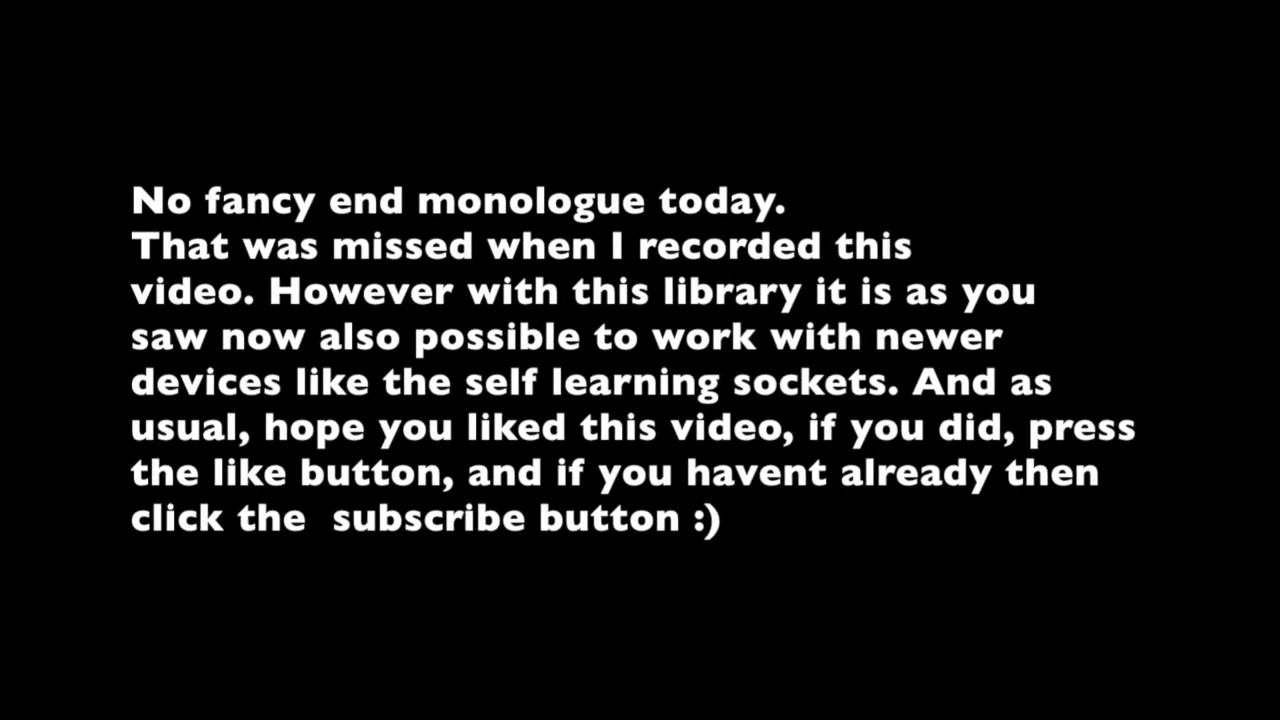 No fancy end monologue today.
That was missed when I recorded this
video. However with this library it is as you
saw now also possible to work with newer
devices like the self learning sockets. And as
usual, hope you liked this video, if you did, press
the like button, and if you havent already then
click the  subscribe button :)